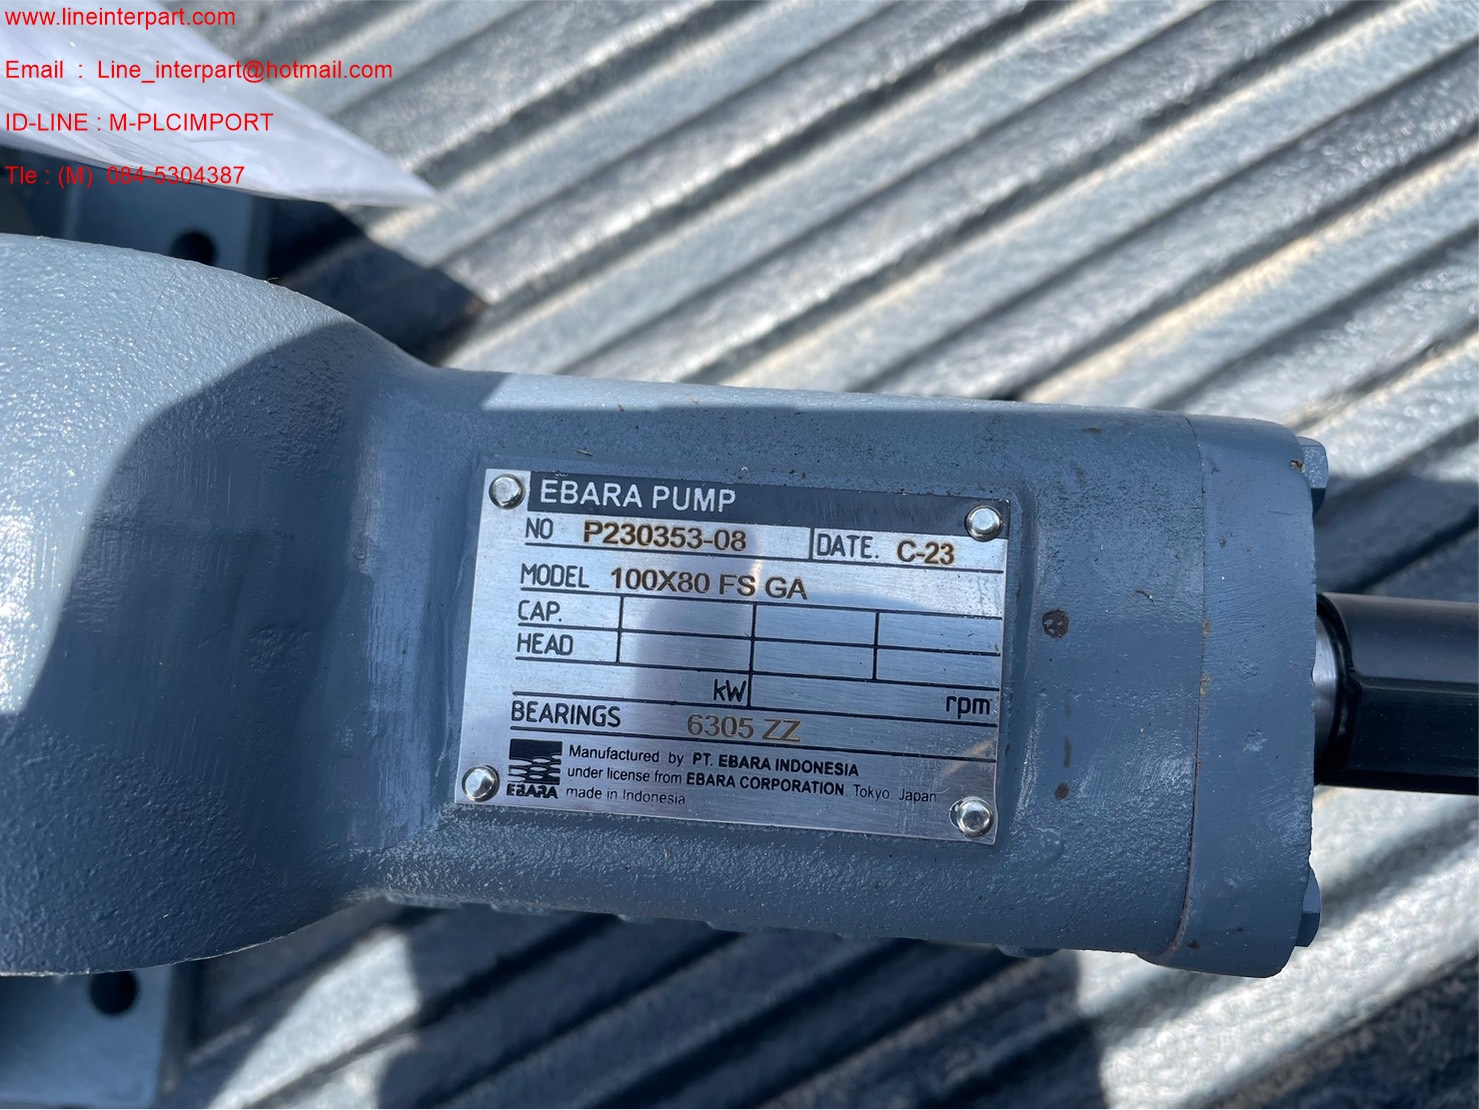 www.lineinterpart.com
Email : Line_interpart@hotmail.com
ID-LINE : M-PLCIMPORT
Tle : (M) 084-5304387
EBARA PUMP
NO P230353-08 DATE. C-23
MODEL 100X80 FS GA
CAP.
HEAD
kW rpm
BEARINGS 6305 ZZ
Manufactured by PT. EBARA INDONESIA
under license from EBARA CORPORATION Tokyo Japan
EBARA made in Indonesia